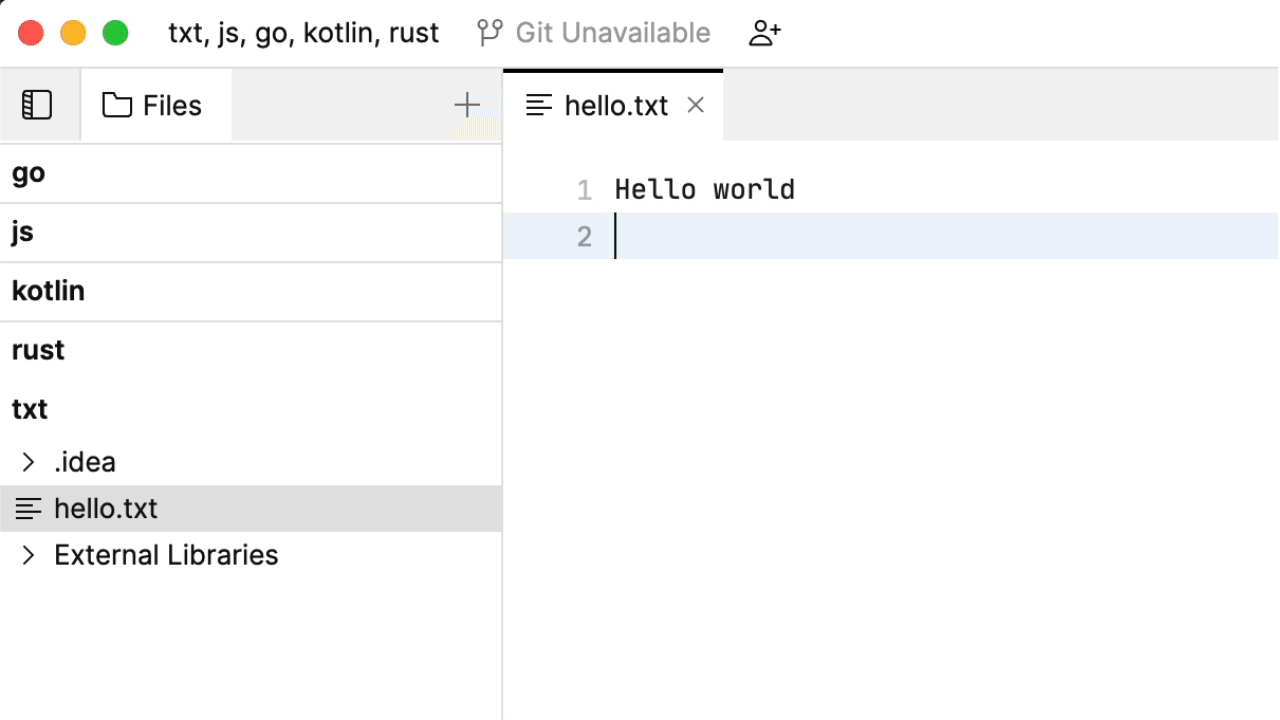 txt, js, go, kotlin, rust Git Unavailable
Files
hello.txt
go
js
kotlin
rust
txt
.idea
hello.txt
External Libraries
1 Hello world
2